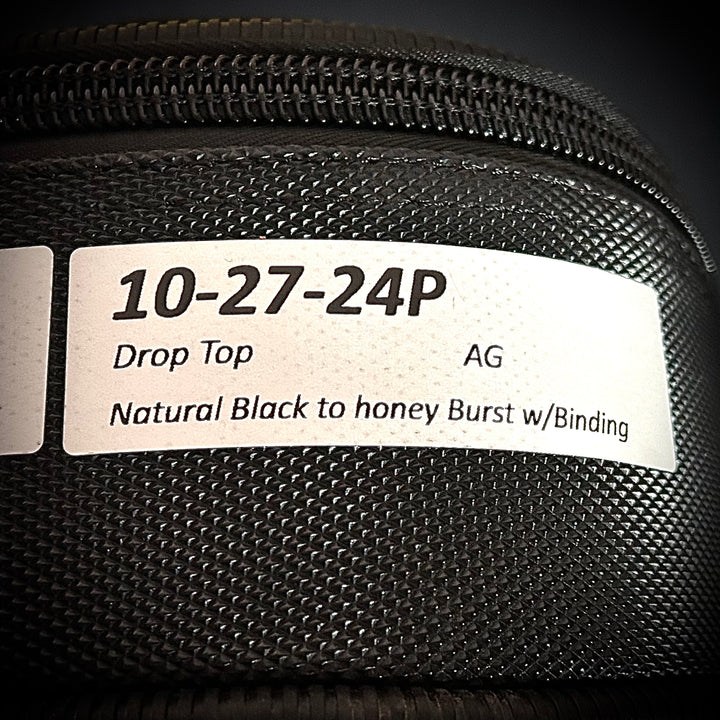 10-27-24P
Drop Top AG
Natural Black to honey Burst w/Binding